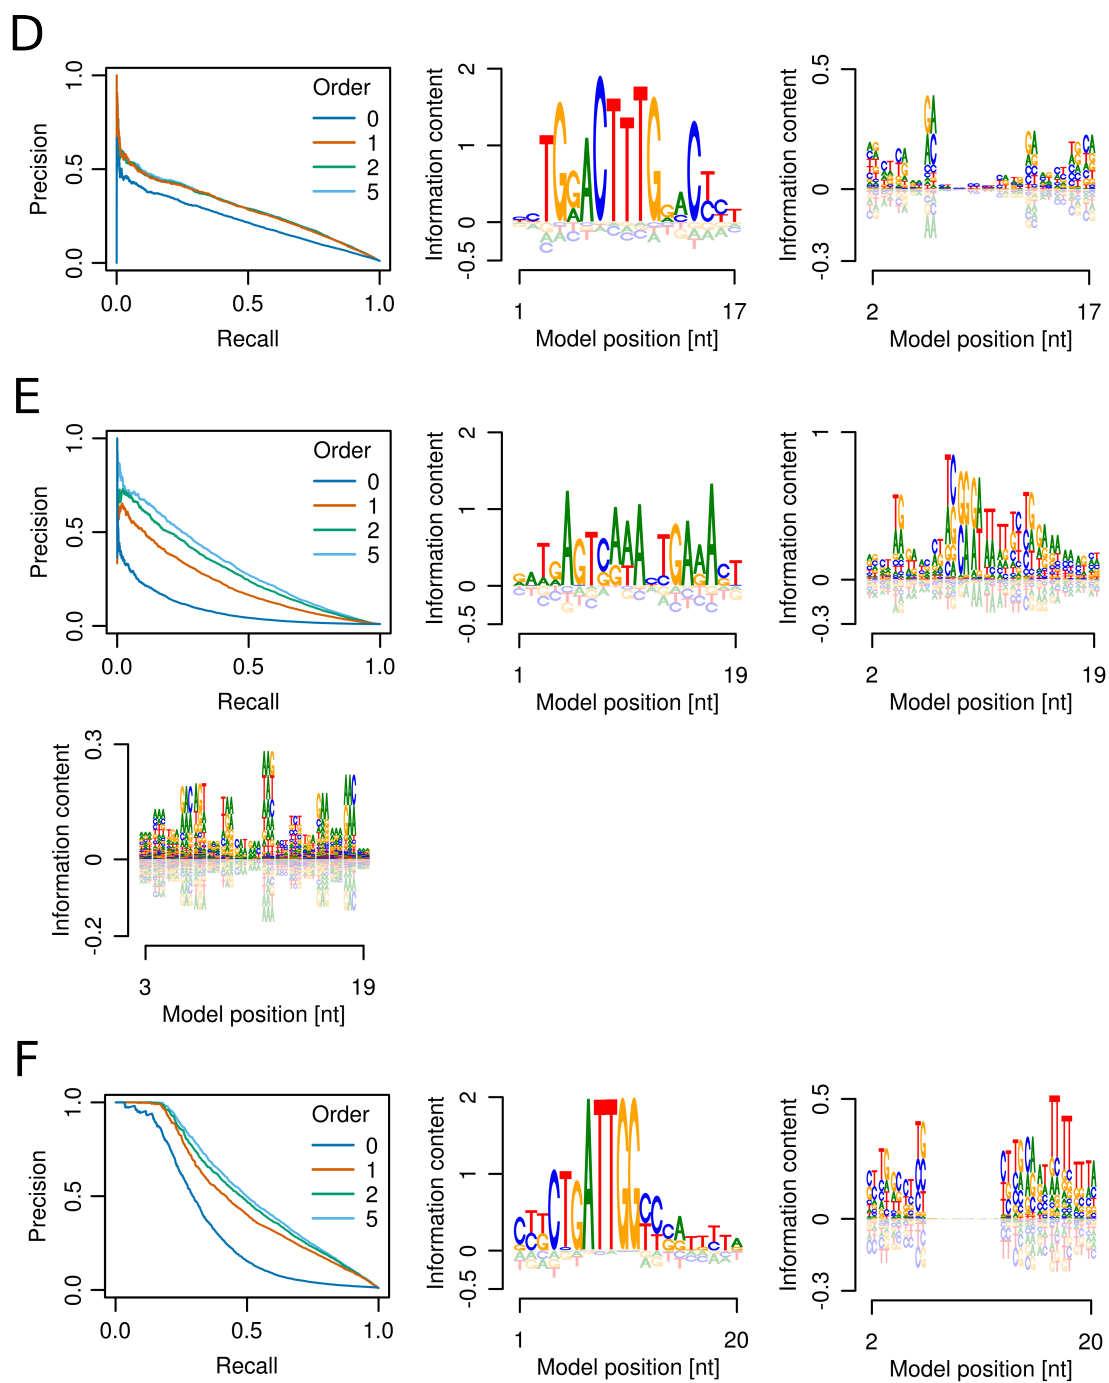 D
1.0
0.5
0.0
Precision
Order
0
1
2
5
0.0 0.5 1.0
Recall
2
1
0
-0.5
Information content
1 17
Model position [nt]
0.5
0
-0.3
Information content
2 17
Model position [nt]
E
1.0
0.5
0.0
Precision
Order
0
1
2
5
0.0 0.5 1.0
Recall
2
1
0
-0.5
Information content
1 19
Model position [nt]
1
0
-0.3
Information content
2 19
Model position [nt]
0.3
0
-0.2
Information content
3 19
Model position [nt]
F
1.0
0.5
0.0
Precision
Order
0
1
2
5
0.0 0.5 1.0
Recall
2
1
0
-0.5
Information content
1 20
Model position [nt]
0.5
0
-0.3
Information content
2 20
Model position [nt]